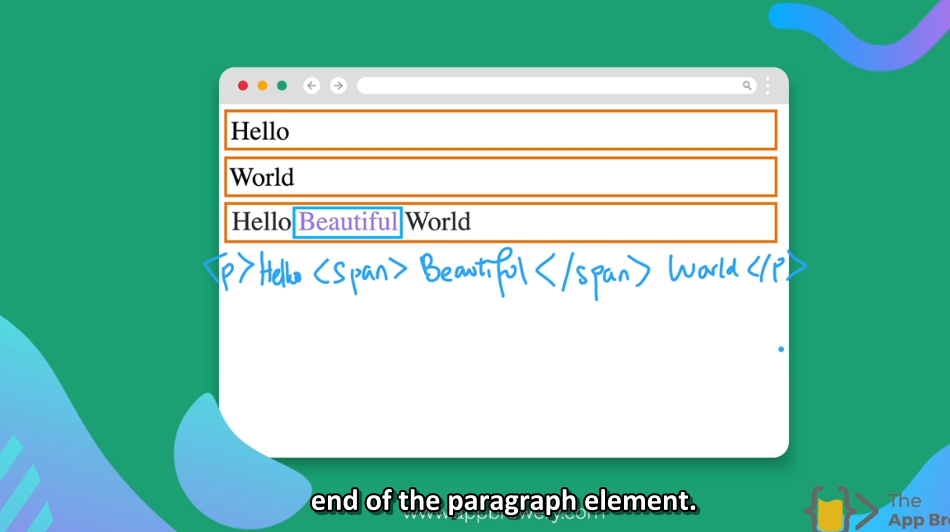 Hello
World
Hello Beautiful World
<p>Hello <span> Beautiful </span> World </p>
end of the paragraph element.
www.appbrewery.com
The
App Br